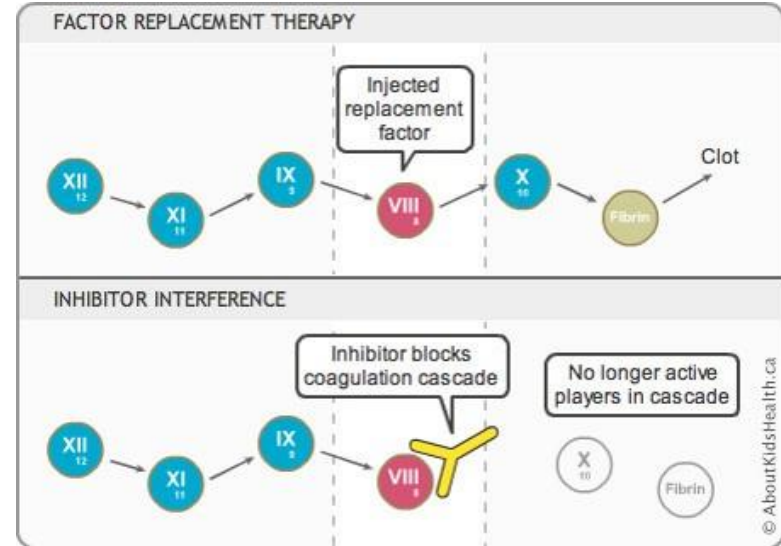 FACTOR REPLACEMENT THERAPY
Injected
replacement
factor
XII
12
XI
11
IX
9
VIII
8
X
10
Fibrin
Clot
INHIBITOR INTERFERENCE
Inhibitor blocks
coagulation cascade
No longer active
players in cascade
XII
12
XI
11
IX
9
VIII
8
X
10
Fibrin
© AboutKidsHealth.ca